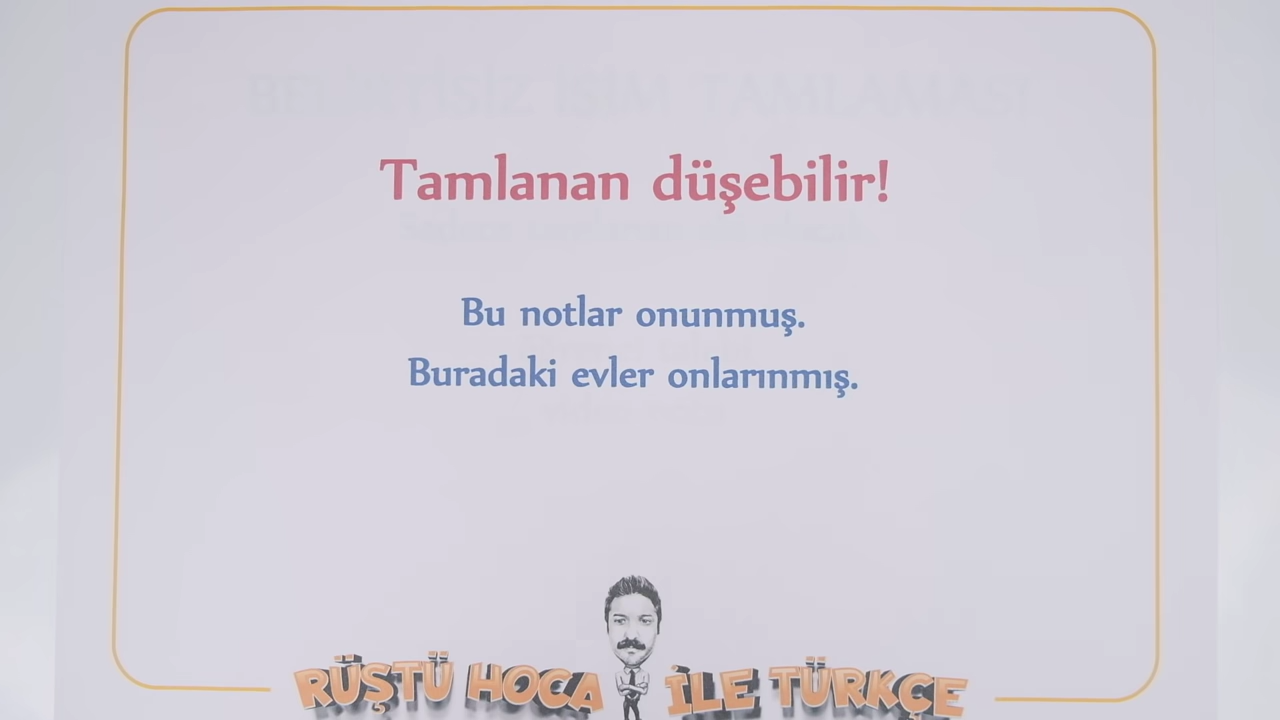 Tamlanan düşebilir!
Bu notlar onunmuş.
Buradaki evler onlarınmış.
RÜŞTÜ HOCA İLE TÜRKÇE